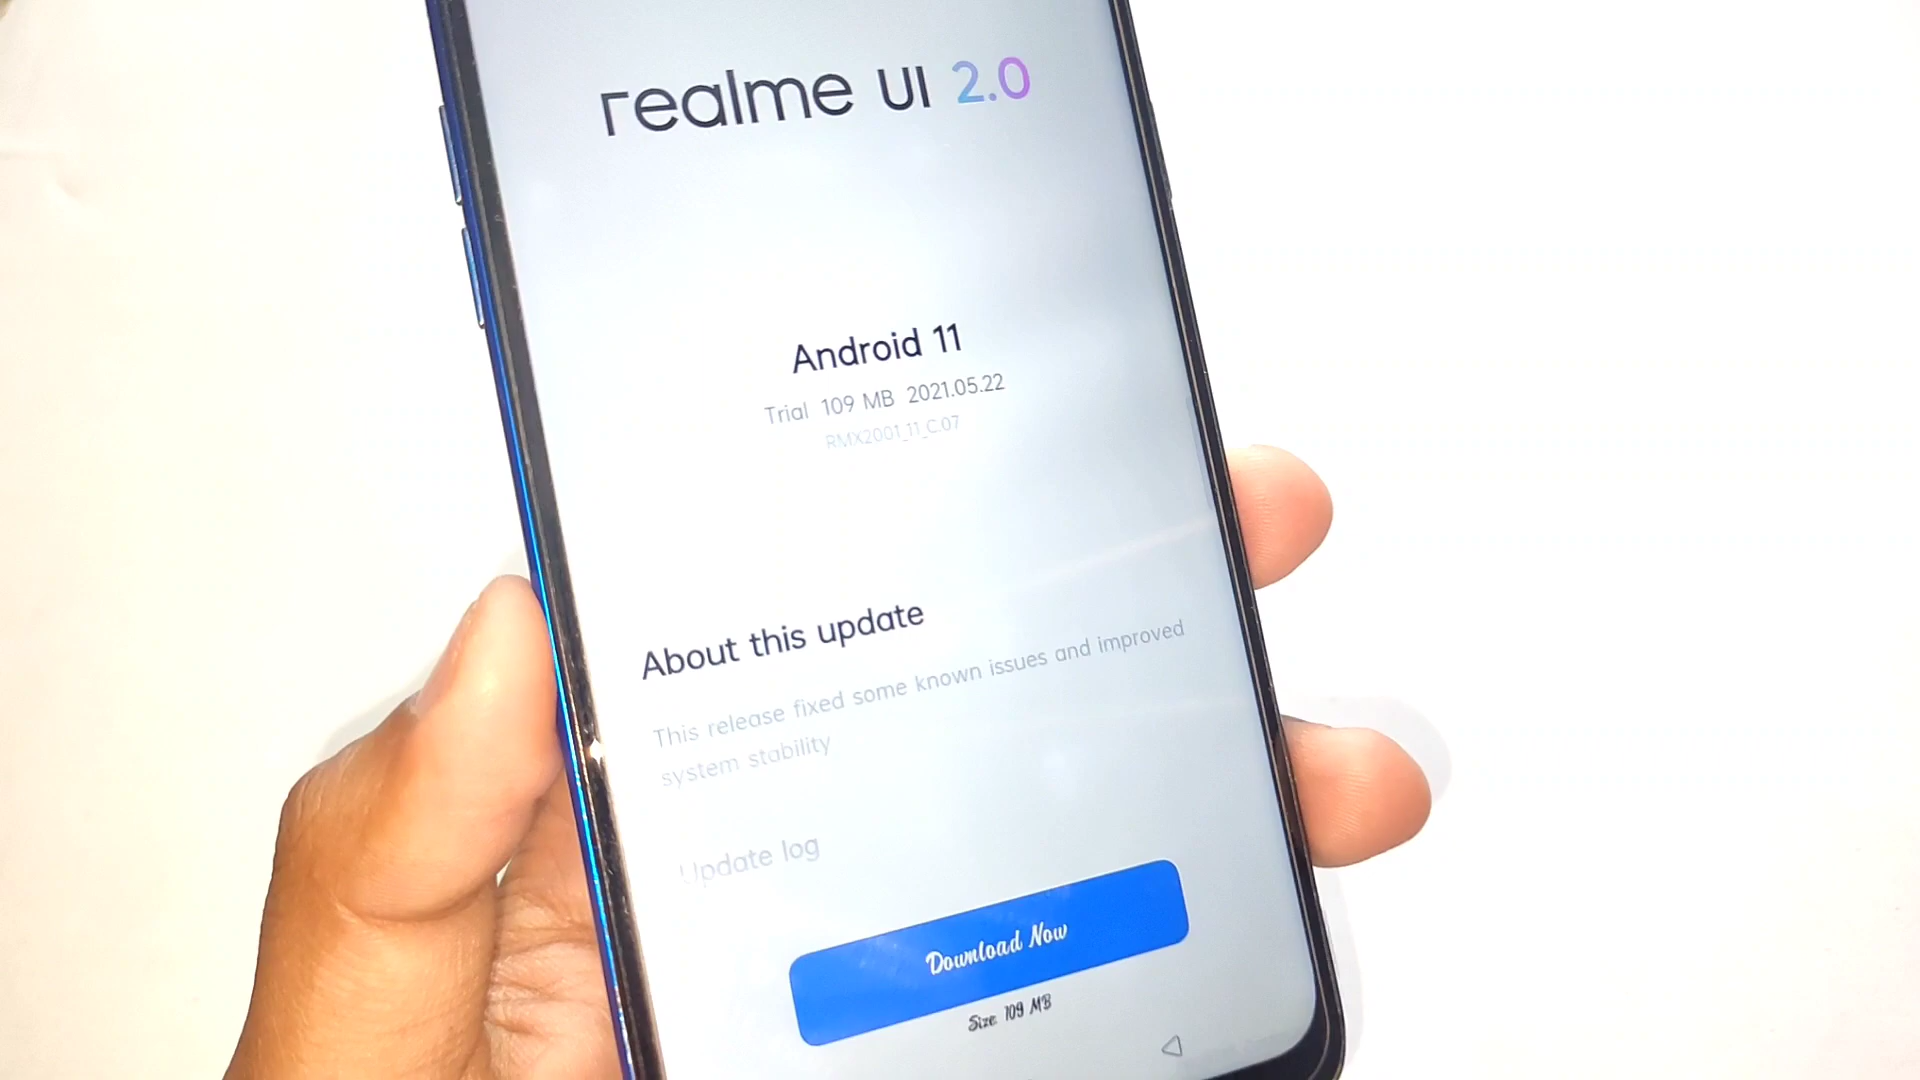 realme UI 2.0
Android 11
Trial 109 MB 2021.05.22
RMX2001_11_C.07
About this update
This release fixed some known issues and improved
system stability
Update log
Download Now
Size 109 MB